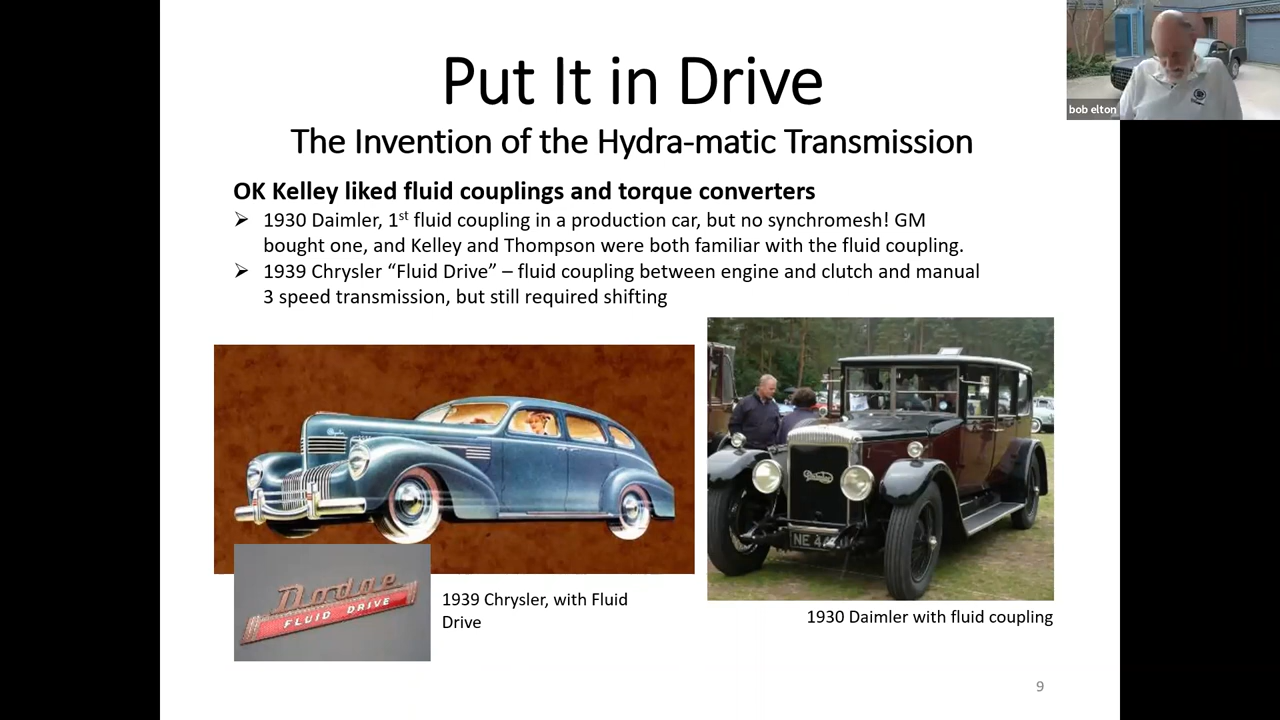 Put It in Drive
bob elton
The Invention of the Hydra-matic Transmission
OK Kelley liked fluid couplings and torque converters
➢ 1930 Daimler, 1st fluid coupling in a production car, but no synchromesh! GM
bought one, and Kelley and Thompson were both familiar with the fluid coupling.
➢ 1939 Chrysler “Fluid Drive” – fluid coupling between engine and clutch and manual
3 speed transmission, but still required shifting
Daimler
NE
Dodge
FLUID DRIVE
1939 Chrysler, with Fluid
Drive
1930 Daimler with fluid coupling
9